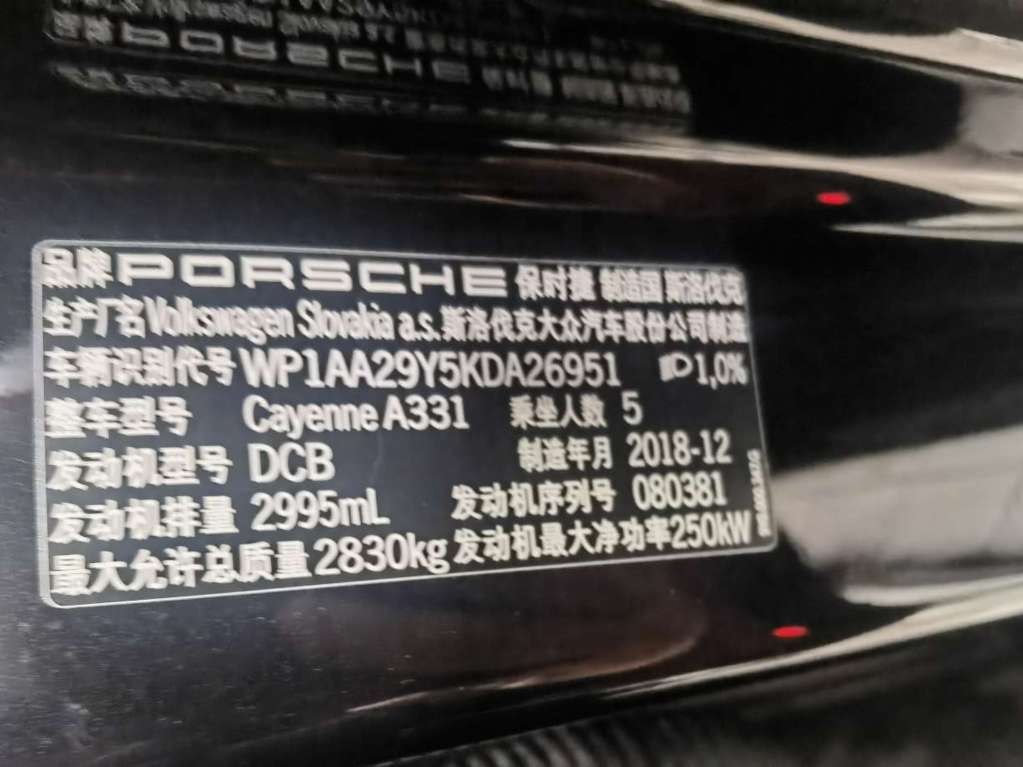 品牌 PORSCHE 保时捷 制造国 斯洛伐克
生产厂名 Volkswagen Slovakia a.s. 斯洛伐克大众汽车股份公司制造
车辆识别代号 WP1AA29Y5KDA26951 1,0%
整车型号 Cayenne A331 乘坐人数 5
发动机型号 DCB 制造年月 2018-12
发动机排量 2995mL 发动机序列号 080381
最大允许总质量 2830kg 发动机最大净功率 250kW